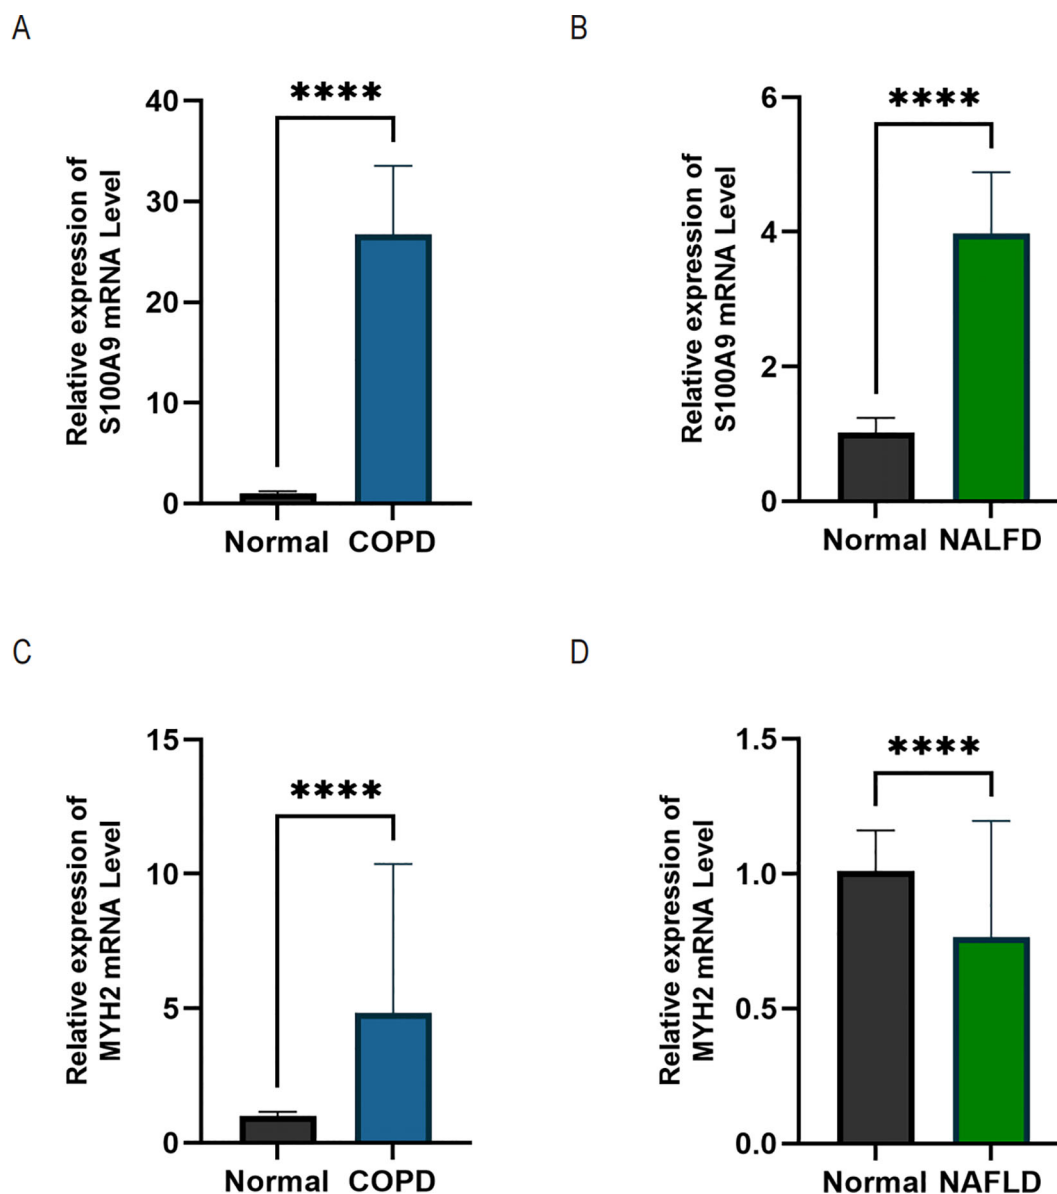 A
Relative expression of
S100A9 mRNA Level
40
30
20
10
0
****
Normal COPD
B
Relative expression of
S100A9 mRNA Level
6
4
2
0
****
Normal NALFD
C
Relative expression of
MYH2 mRNA Level
15
10
5
0
****
Normal COPD
D
Relative expression of
MYH2 mRNA Level
1.5
1.0
0.5
0.0
****
Normal NAFLD